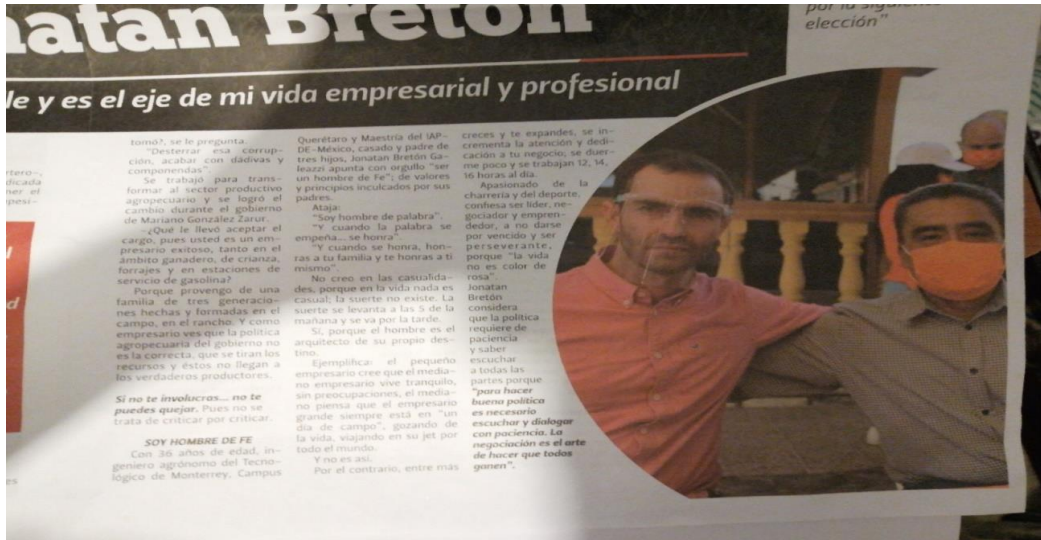 natan Bretón
le y es el eje de mi vida empresarial y profesional
por la siguiente
elección"
rtero-,
dicada
ner el
upesi-
d
es
tomó?, se le pregunta.
"Desterrar esa corrup-
ción, acabar con dádivas y
componendas".
Se trabajó para trans-
formar al sector productivo
agropecuario y se logró el
cambio durante el gobierno
de Mariano González Zarur.
-¿Qué le llevó aceptar el
cargo, pues usted es un em-
presario exitoso, tanto en el
ámbito ganadero, de crianza,
forrajes y en estaciones de
servicio de gasolina?
Porque provengo de una
familia de tres generacio-
nes hechas y formadas en el
campo, en el rancho. Y como
empresario ves que la política
agropecuaria del gobierno no
es la correcta, que se tiran los
recursos y éstos no llegan a
los verdaderos productores.
Si no te involucras... no te
puedes quejar. Pues no se
trata de criticar por criticar.
SOY HOMBRE DE FE
Con 36 años de edad, in-
geniero agrónomo del Tecno-
lógico de Monterrey, Campus
Querétaro y Maestría del IAP-
DE-México, casado y padre de
tres hijos, Jonatan Bretón Ga-
leazzi apunta con orgullo "ser
un hombre de Fe"; de valores
y principios inculcados por sus
padres.
Ataja:
"Soy hombre de palabra".
"Y cuando la palabra se
empeña... se honra".
"Y cuando se honra, hon-
ras a tu familia y te honras a ti
mismo".
No creo en las casualida-
des, porque en la vida nada es
casual; la suerte no existe. La
suerte se levanta a las 5 de la
mañana y se va por la tarde.
Sí, porque el hombre es el
arquitecto de su propio des-
tino.
Ejemplifica: el pequeño
empresario cree que el media-
no empresario vive tranquilo,
sin preocupaciones, el media-
no piensa que el empresario
grande siempre está en "un
día de campo", gozando de
la vida, viajando en su jet por
todo el mundo.
Y no es así.
Por el contrario, entre más
creces y te expandes, se in-
crementa la atención y dedi-
cación a tu negocio; se duer-
me poco y se trabajan 12, 14,
16 horas al día.
Apasionado de la
charrería y del deporte,
confiesa ser líder, ne-
gociador y empren-
dedor, a no darse
por vencido y ser
perseverante,
porque "la vida
no es color de
rosa".
Jonatan
Bretón
considera
que la política
requiere de
paciencia
y saber
escuchar
a todas las
partes porque
"para hacer
buena política
es necesario
escuchar y dialogar
con paciencia. La
negociación es el arte
de hacer que todos
ganen".